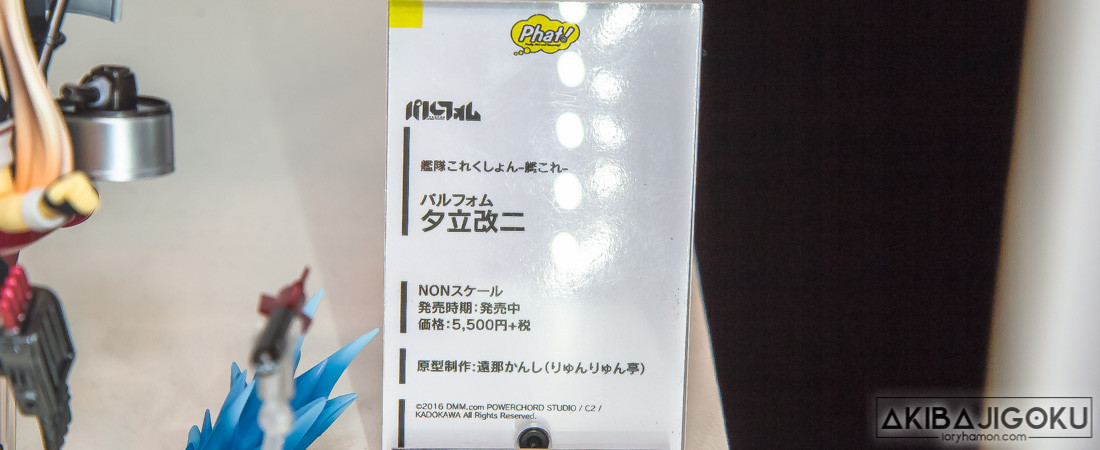 Phat!
パルフォム
艦隊これくしょん-艦これ-
パルフォム
夕立改二
NONスケール
発売時期:発売中
価格:5,500円+税
原型制作:遠那かんし(りゅんりゅん亭)
©2016 DMM.com POWERCHORD STUDIO / C2 /
KADOKAWA All Rights Reserved.
AKIBAJIGOKU
loryhamon.com